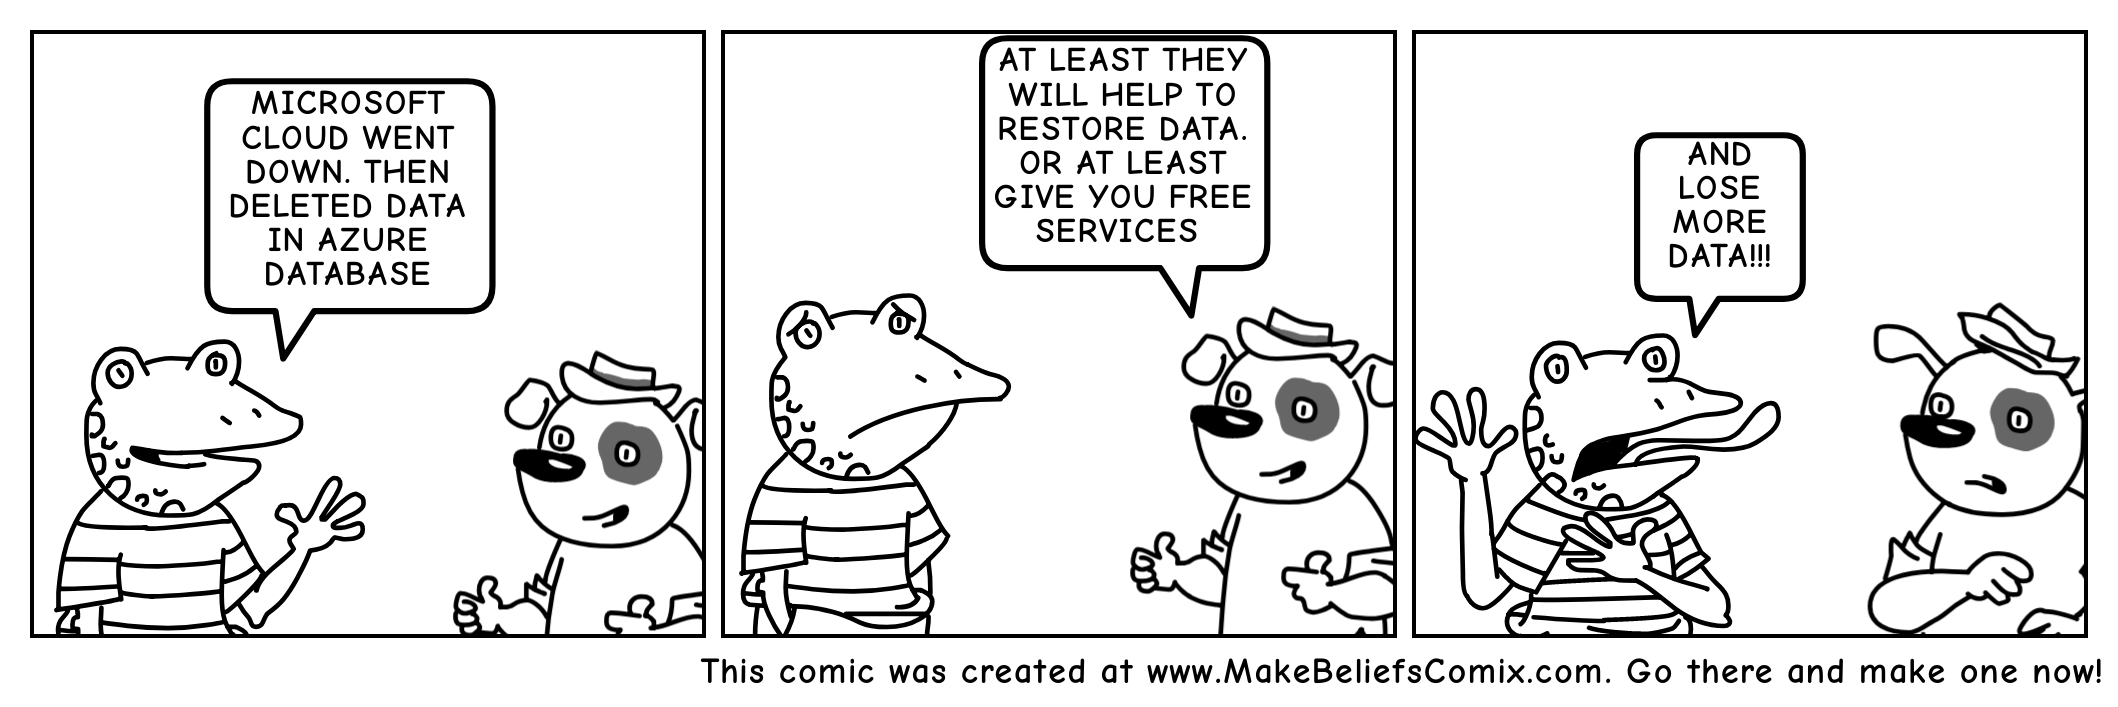 MICROSOFT
CLOUD WENT
DOWN. THEN
DELETED DATA
IN AZURE
DATABASE
AT LEAST THEY
WILL HELP TO
RESTORE DATA.
OR AT LEAST
GIVE YOU FREE
SERVICES
AND
LOSE
MORE
DATA!!!
This comic was created at www.MakeBeliefsComix.com. Go there and make one now!